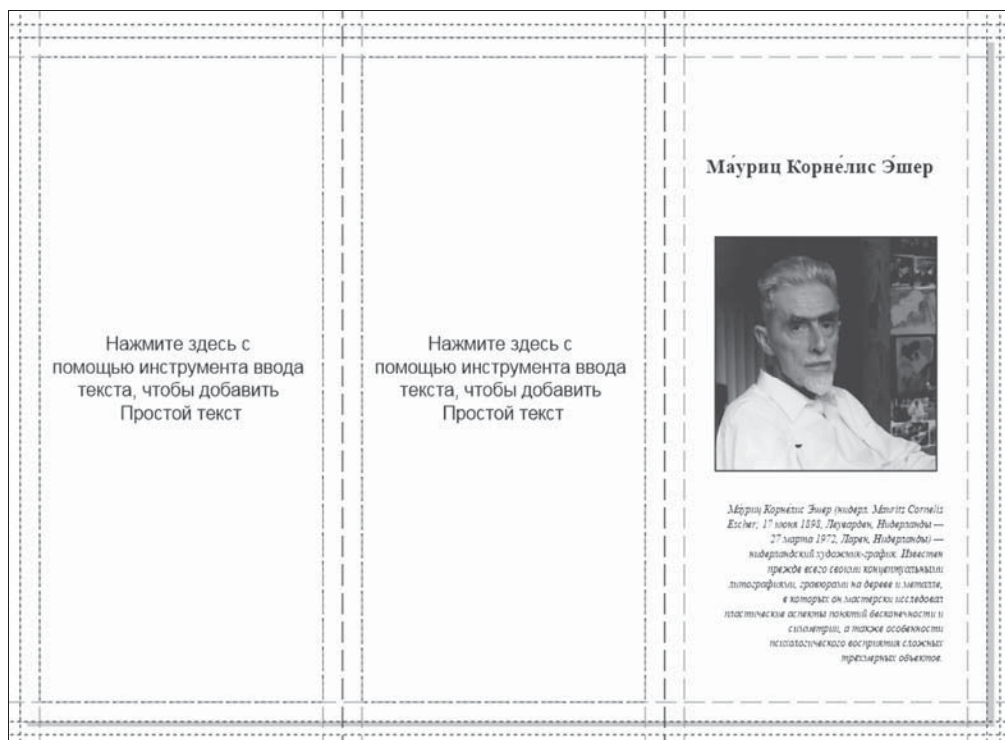 Нажмите здесь с
помощью инструмента ввода
текста, чтобы добавить
Простой текст
Нажмите здесь с
помощью инструмента ввода
текста, чтобы добавить
Простой текст
Ма́уриц Корне́лис Э́шер
Ма́уриц Корне́лис Э́шер (нидерл. Maurits Cornelis
Escher; 17 июня 1898, Леуварден, Нидерланды —
27 марта 1972, Ларен, Нидерланды) —
нидерландский художник-график. Известен
прежде всего своими концептуальными
литографиями, гравюрами на дереве и металле,
в которых он мастерски исследовал
пластические аспекты понятий бесконечности и
симметрии, а также особенности
психологического восприятия сложных
трёхмерных объектов.